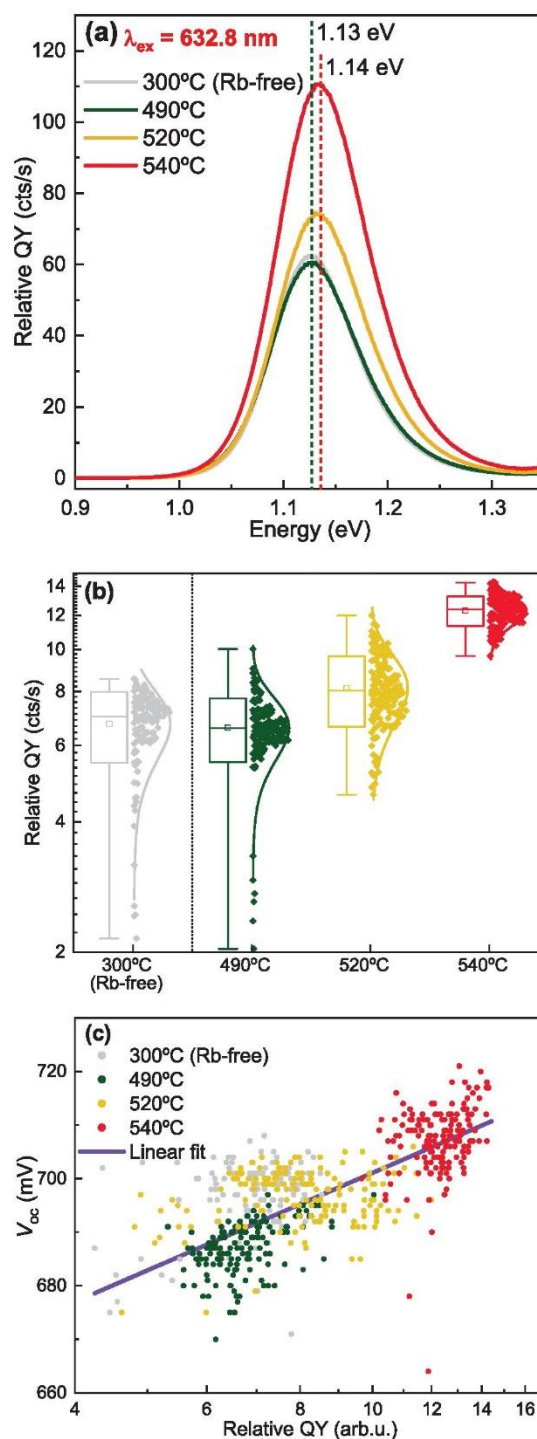 (a)
λex = 632.8 nm
1.13 eV
1.14 eV
300ºC (Rb-free)
490ºC
520ºC
540ºC
Relative QY (cts/s)
120
100
80
60
40
20
0
0.9 1.0 1.1 1.2 1.3
Energy (eV)
(b)
Relative QY (cts/s)
14
12
10
8
6
4
2
300ºC 490ºC 520ºC 540ºC
(Rb-free)
(c)
300ºC (Rb-free)
490ºC
520ºC
540ºC
Linear fit
Voc (mV)
720
700
680
660
4 6 8 10 12 14 16
Relative QY (arb.u.)